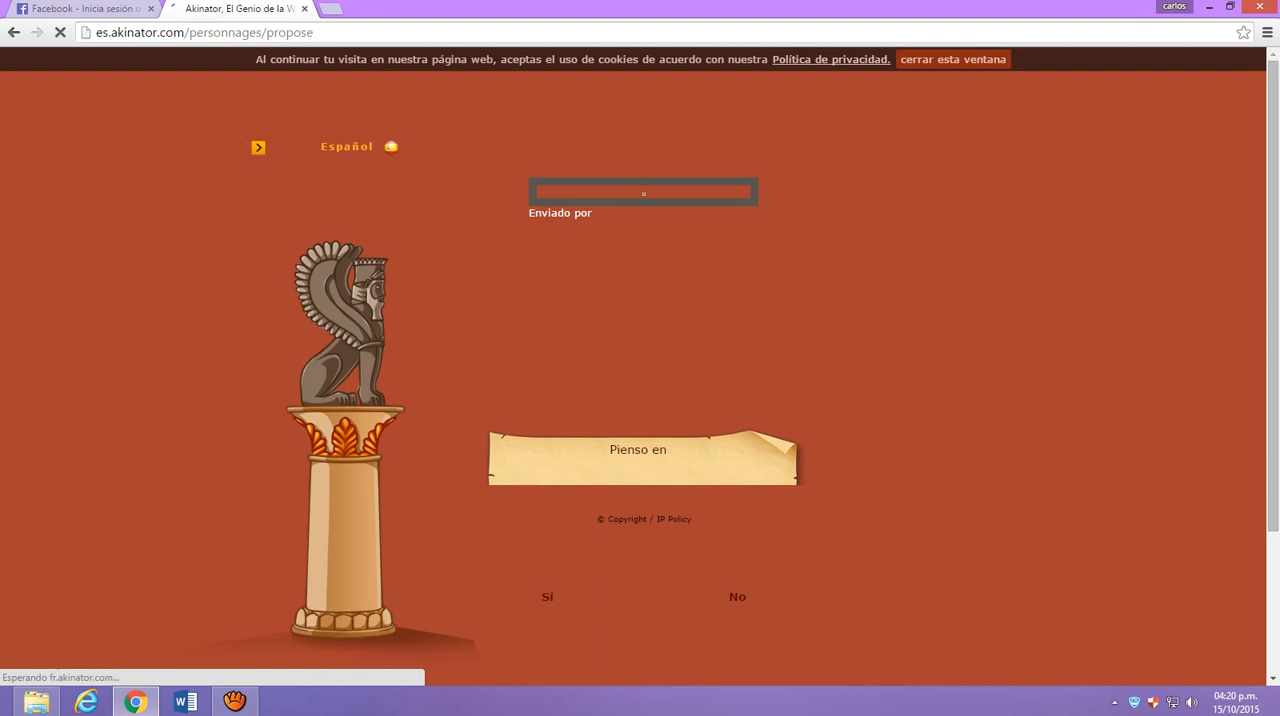 Facebook - Inicia sesión o
Akinator, El Genio de la W
carlos
es.akinator.com/personnages/propose
Al continuar tu visita en nuestra página web, aceptas el uso de cookies de acuerdo con nuestra Política de privacidad. cerrar esta ventana
Español
Enviado por
Pienso en
© Copyright / IP Policy
Sí No
Esperando fr.akinator.com...
04:20 p.m.
15/10/2015